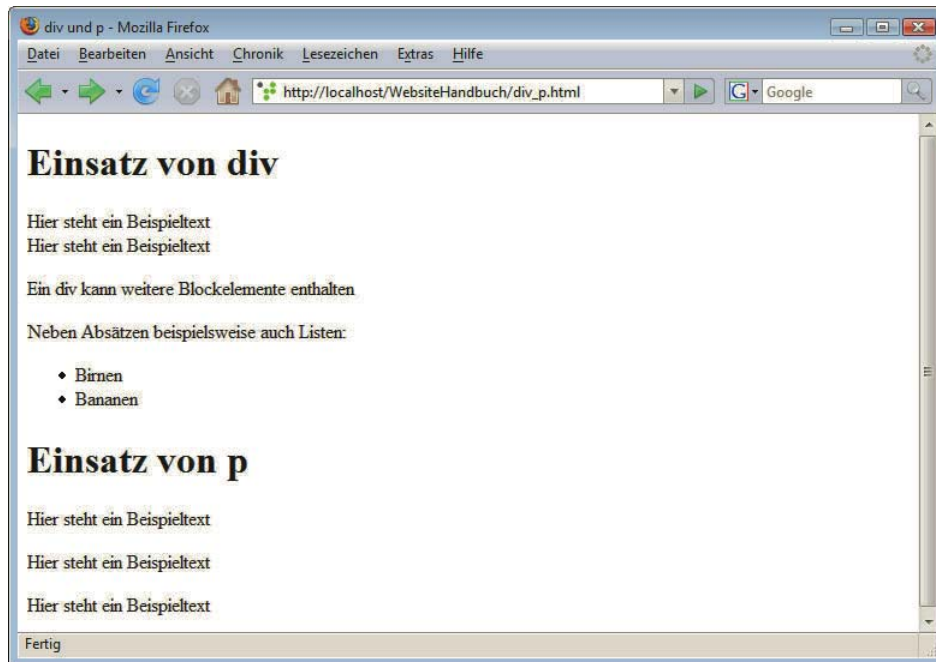 div und p - Mozilla Firefox
Datei Bearbeiten Ansicht Chronik Lesezeichen Extras Hilfe
http://localhost/WebsiteHandbuch/div_p.html G Google
Einsatz von div
Hier steht ein Beispieltext
Hier steht ein Beispieltext
Ein div kann weitere Blockelemente enthalten
Neben Absätzen beispielsweise auch Listen:
Birnen
Bananen
Einsatz von p
Hier steht ein Beispieltext
Hier steht ein Beispieltext
Hier steht ein Beispieltext
Fertig